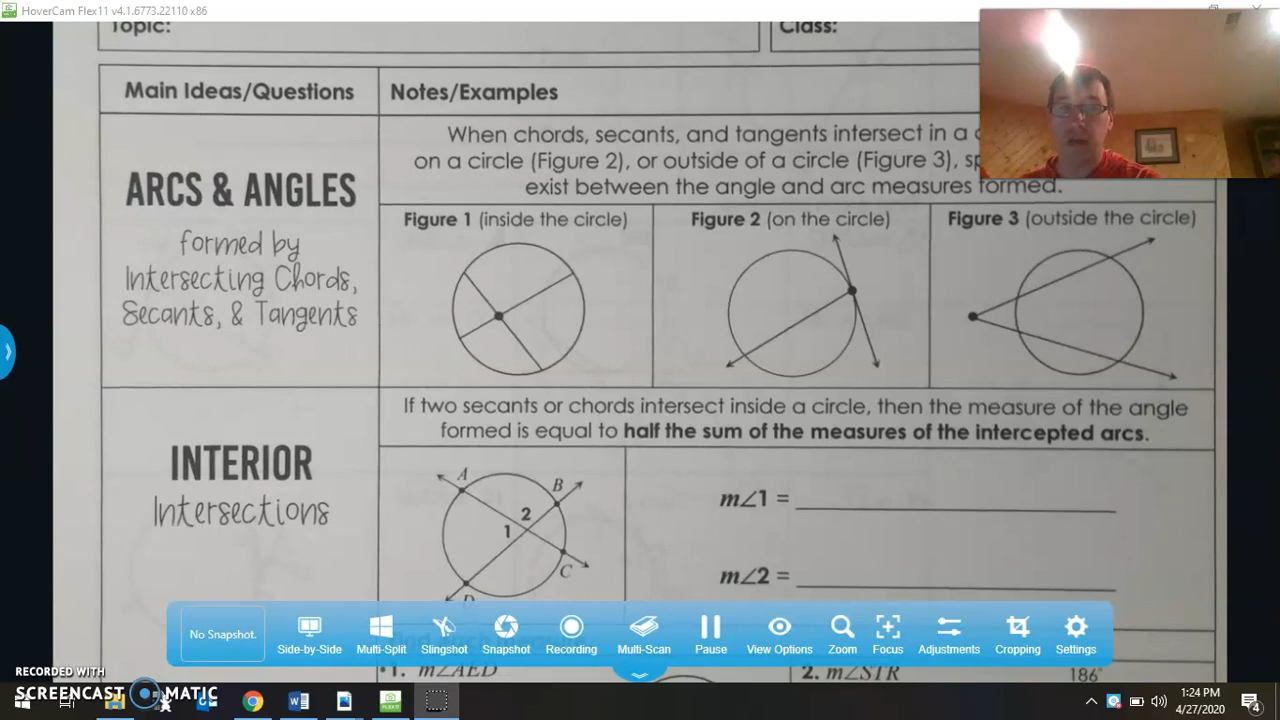 HoverCam Flex11 v4.1.6773.22110 x86
Topic:
Class:
Main Ideas/Questions
Notes/Examples
ARCS & ANGLES
formed by
Intersecting Chords,
Secants, & Tangents
When chords, secants, and tangents intersect in a
on a circle (Figure 2), or outside of a circle (Figure 3),
exist between the angle and arc measures formed.
Figure 1 (inside the circle)
Figure 2 (on the circle)
Figure 3 (outside the circle)
INTERIOR
Intersections
If two secants or chords intersect inside a circle, then the measure of the angle
formed is equal to half the sum of the measures of the intercepted arcs.
A
B
2
1
C
D
m∠1 =
m∠2 =
No Snapshot.
Side-by-Side
Multi-Split
Slingshot
Snapshot
Recording
Multi-Scan
Pause
View Options
Zoom
Focus
Adjustments
Cropping
Settings
1. m∠AED
2. m∠STR
186°
RECORDED WITH
SCREENCAST MATIC
1:24 PM
4/27/2020
4